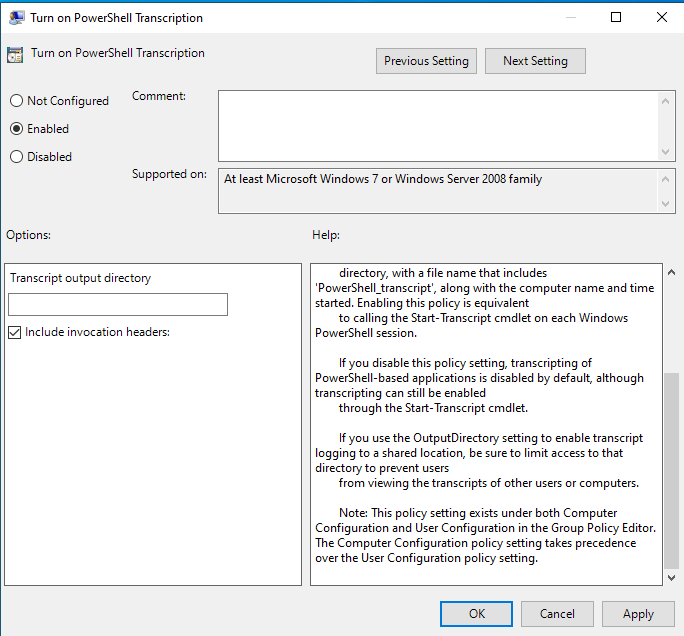 Turn on PowerShell Transcription
Turn on PowerShell Transcription
Previous Setting
Next Setting
Not Configured
Enabled
Disabled
Comment:
Supported on:
At least Microsoft Windows 7 or Windows Server 2008 family
Options:
Help:
Transcript output directory
Include invocation headers:
directory, with a file name that includes
'PowerShell_transcript', along with the computer name and time
started. Enabling this policy is equivalent
to calling the Start-Transcript cmdlet on each Windows
PowerShell session.
If you disable this policy setting, transcripting of
PowerShell-based applications is disabled by default, although
transcripting can still be enabled
through the Start-Transcript cmdlet.
If you use the OutputDirectory setting to enable transcript
logging to a shared location, be sure to limit access to that
directory to prevent users
from viewing the transcripts of other users or computers.
Note: This policy setting exists under both Computer
Configuration and User Configuration in the Group Policy Editor.
The Computer Configuration policy setting takes precedence
over the User Configuration policy setting.
OK
Cancel
Apply